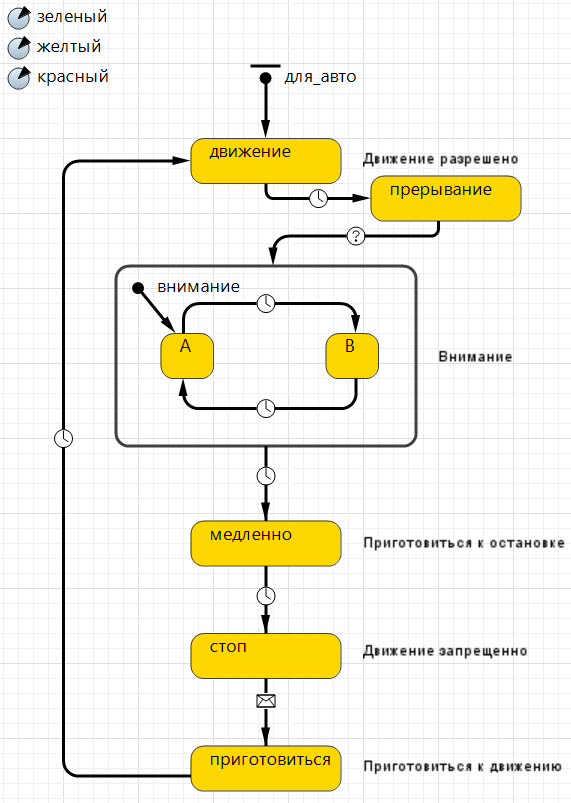 зеленый
желтый
красный
для_авто
движение
Движение разрешено
прерывание
?
внимание
A
B
Внимание
медленно
Приготовиться к остановке
стоп
Движение запрещенно
приготовиться
Приготовиться к движению